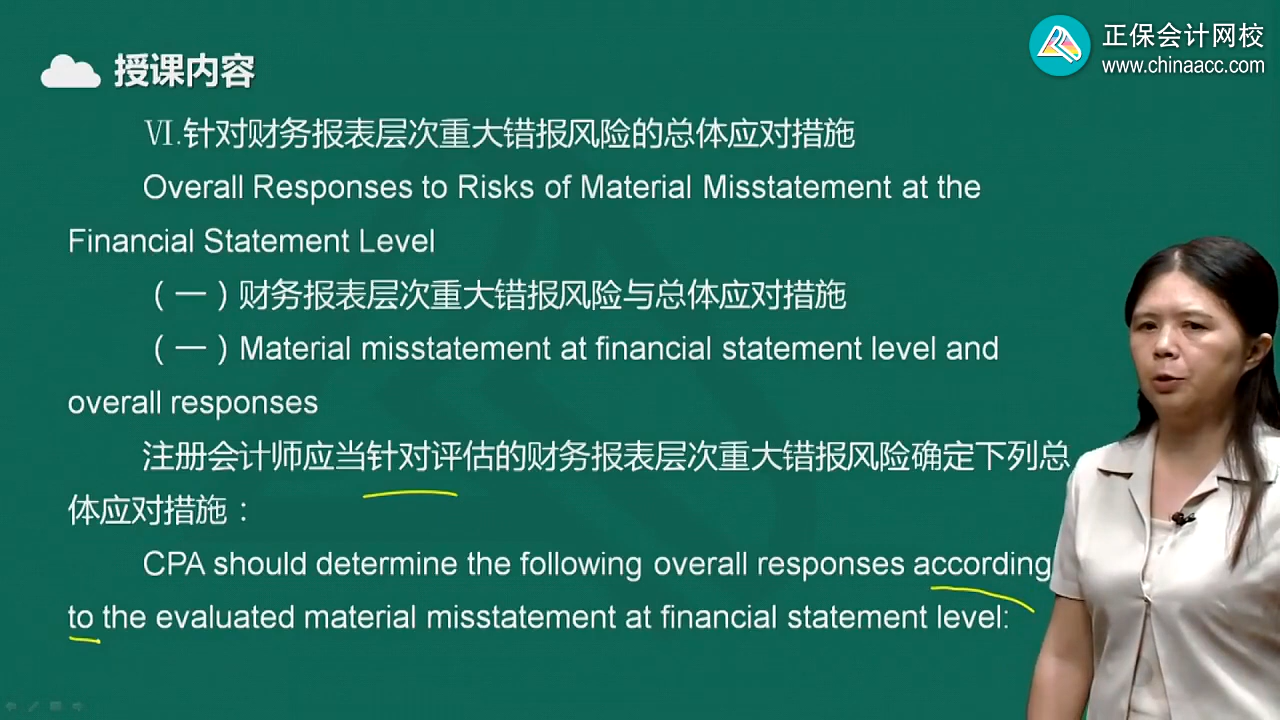 正保会计网校
www.chinaacc.com
授课内容
Ⅵ.针对财务报表层次重大错报风险的总体应对措施
Overall Responses to Risks of Material Misstatement at the
Financial Statement Level
（一）财务报表层次重大错报风险与总体应对措施
（一）Material misstatement at financial statement level and
overall responses
注册会计师应当针对评估的财务报表层次重大错报风险确定下列总
体应对措施：
CPA should determine the following overall responses according
to the evaluated material misstatement at financial statement level: